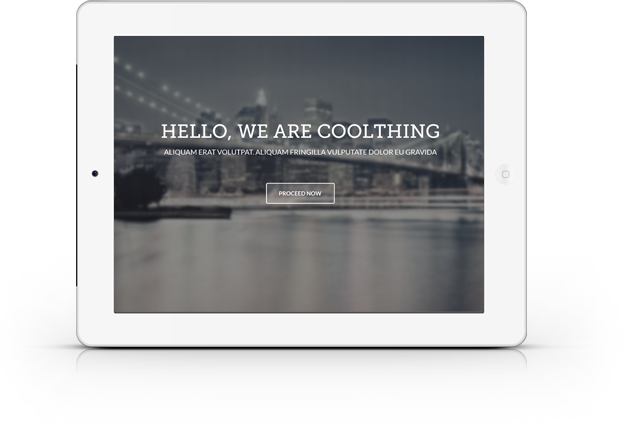 HELLO, WE ARE COOLTHING
ALIQUAM ERAT VOLUTPAT. ALIQUAM FRINGILLA VULPUTATE DOLOR EU GRAVIDA
PROCEED NOW